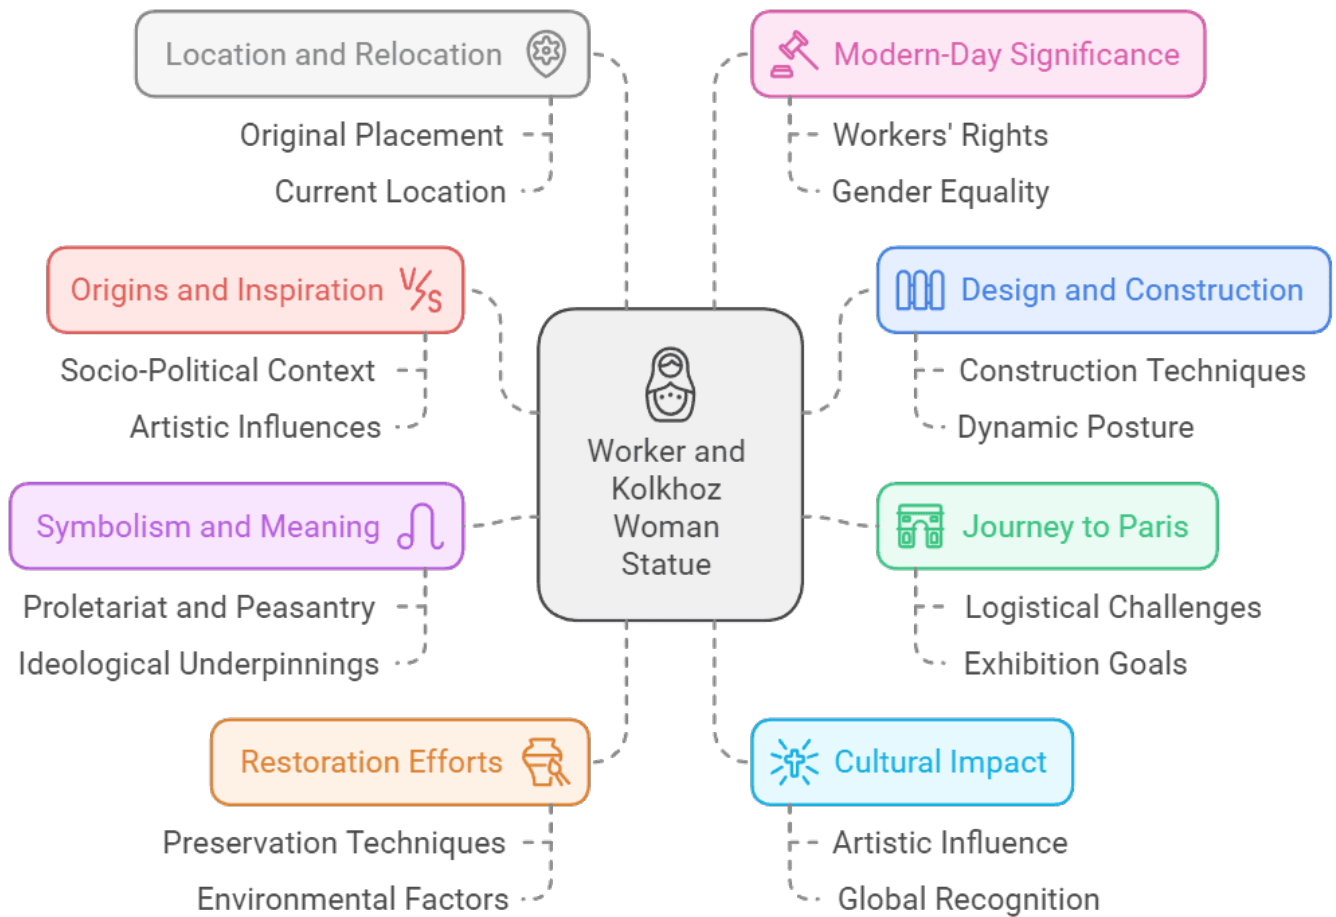 Location and Relocation
Original Placement
Current Location
Modern-Day Significance
Workers' Rights
Gender Equality
Origins and Inspiration
V/S
Socio-Political Context
Artistic Influences
Design and Construction
Construction Techniques
Dynamic Posture
Worker and
Kolkhoz
Woman
Statue
Symbolism and Meaning
Proletariat and Peasantry
Ideological Underpinnings
Journey to Paris
Logistical Challenges
Exhibition Goals
Restoration Efforts
Preservation Techniques
Environmental Factors
Cultural Impact
Artistic Influence
Global Recognition